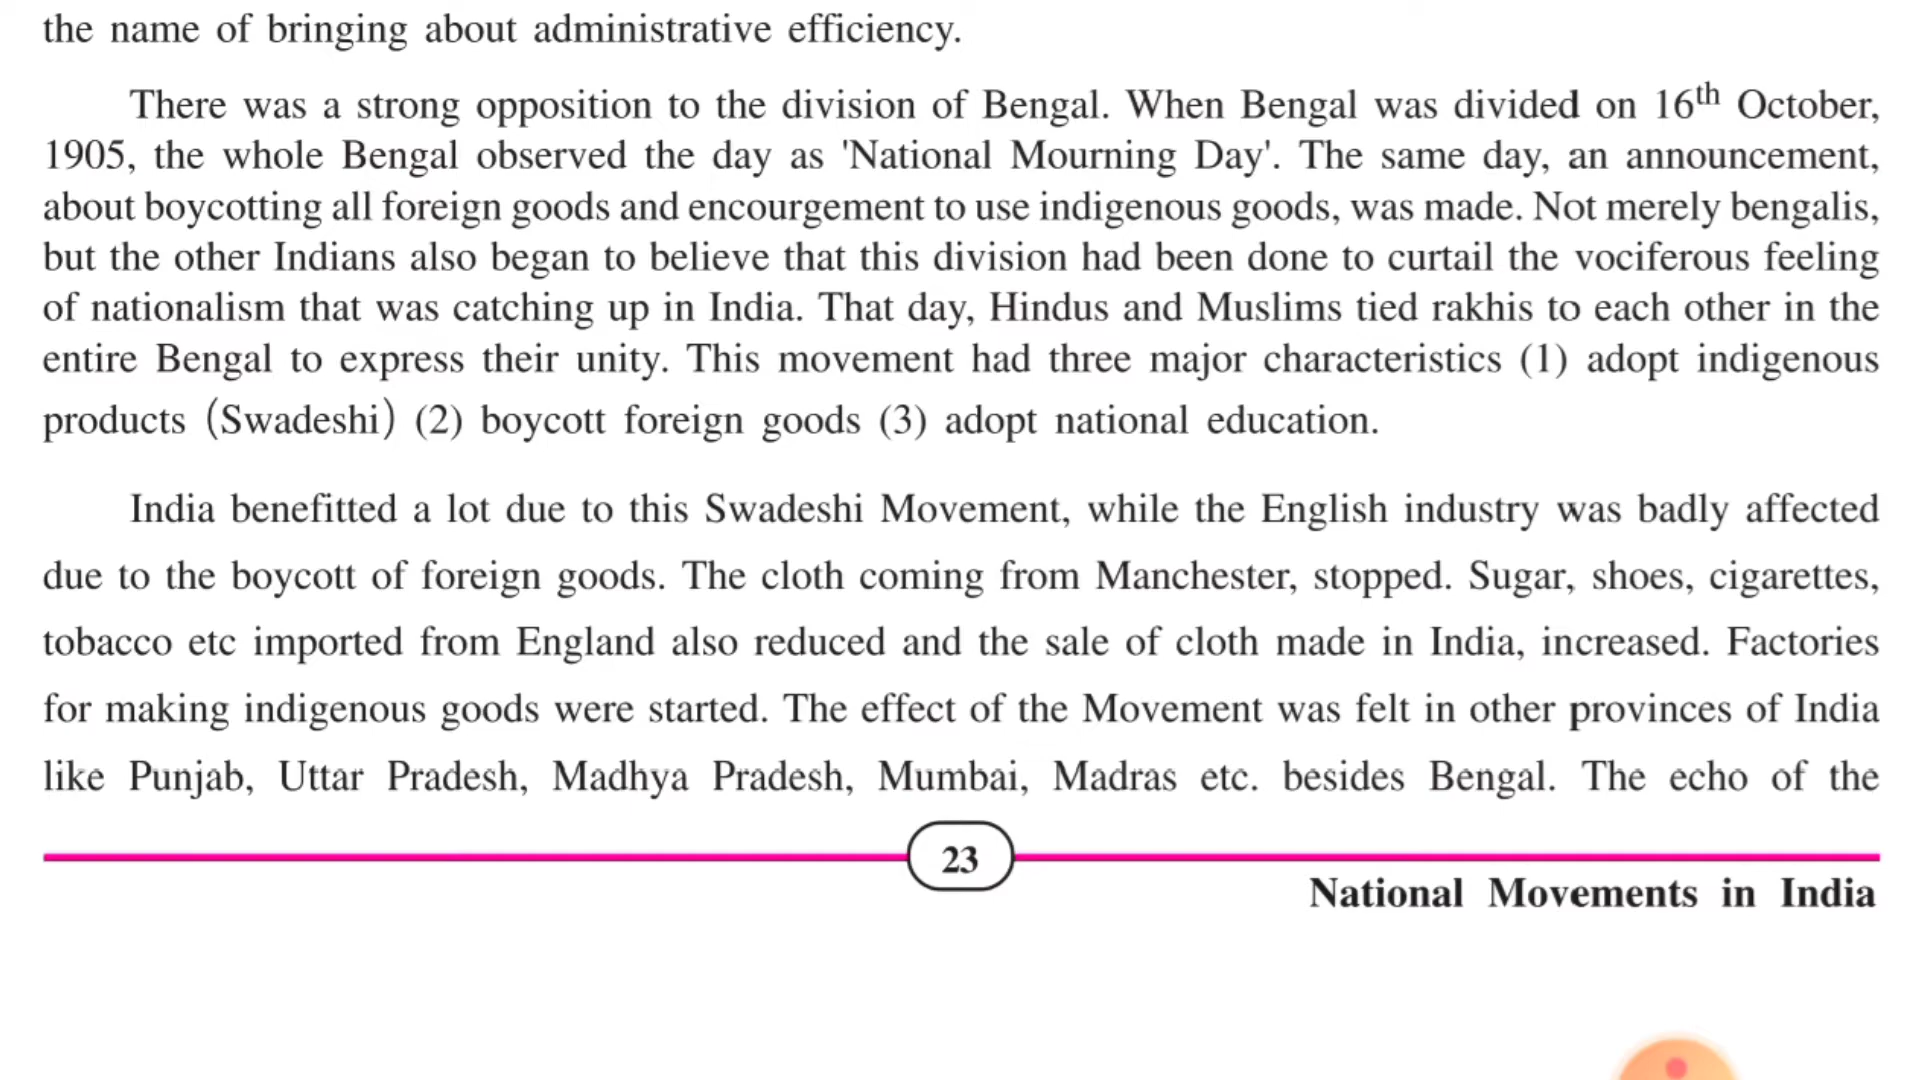 the name of bringing about administrative efficiency.
There was a strong opposition to the division of Bengal. When Bengal was divided on 16th October,
1905, the whole Bengal observed the day as 'National Mourning Day'. The same day, an announcement,
about boycotting all foreign goods and encourgement to use indigenous goods, was made. Not merely bengalis,
but the other Indians also began to believe that this division had been done to curtail the vociferous feeling
of nationalism that was catching up in India. That day, Hindus and Muslims tied rakhis to each other in the
entire Bengal to express their unity. This movement had three major characteristics (1) adopt indigenous
products (Swadeshi) (2) boycott foreign goods (3) adopt national education.
India benefitted a lot due to this Swadeshi Movement, while the English industry was badly affected
due to the boycott of foreign goods. The cloth coming from Manchester, stopped. Sugar, shoes, cigarettes,
tobacco etc imported from England also reduced and the sale of cloth made in India, increased. Factories
for making indigenous goods were started. The effect of the Movement was felt in other provinces of India
like Punjab, Uttar Pradesh, Madhya Pradesh, Mumbai, Madras etc. besides Bengal. The echo of the
23
National Movements in India